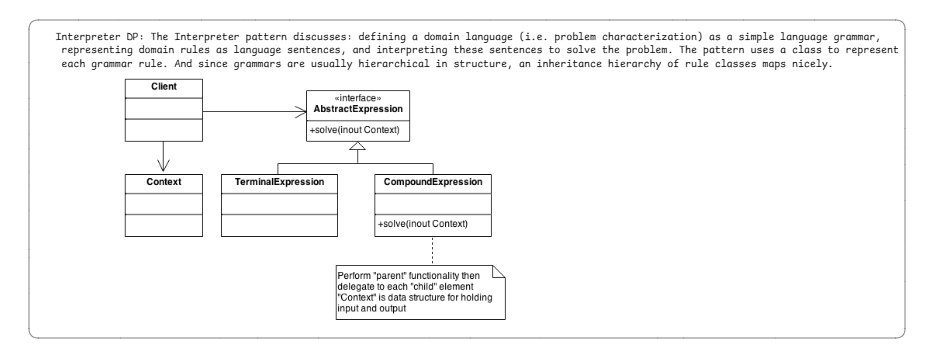 Interpreter DP: The Interpreter pattern discusses: defining a domain language (i.e. problem characterization) as a simple language grammar,
representing domain rules as language sentences, and interpreting these sentences to solve the problem. The pattern uses a class to represent
each grammar rule. And since grammars are usually hierarchical in structure, an inheritance hierarchy of rule classes maps nicely.
Client
«interface»
AbstractExpression
+solve(inout Context)
Context
TerminalExpression
CompoundExpression
+solve(inout Context)
Perform "parent" functionality then
delegate to each "child" element
"Context" is data structure for holding
input and output